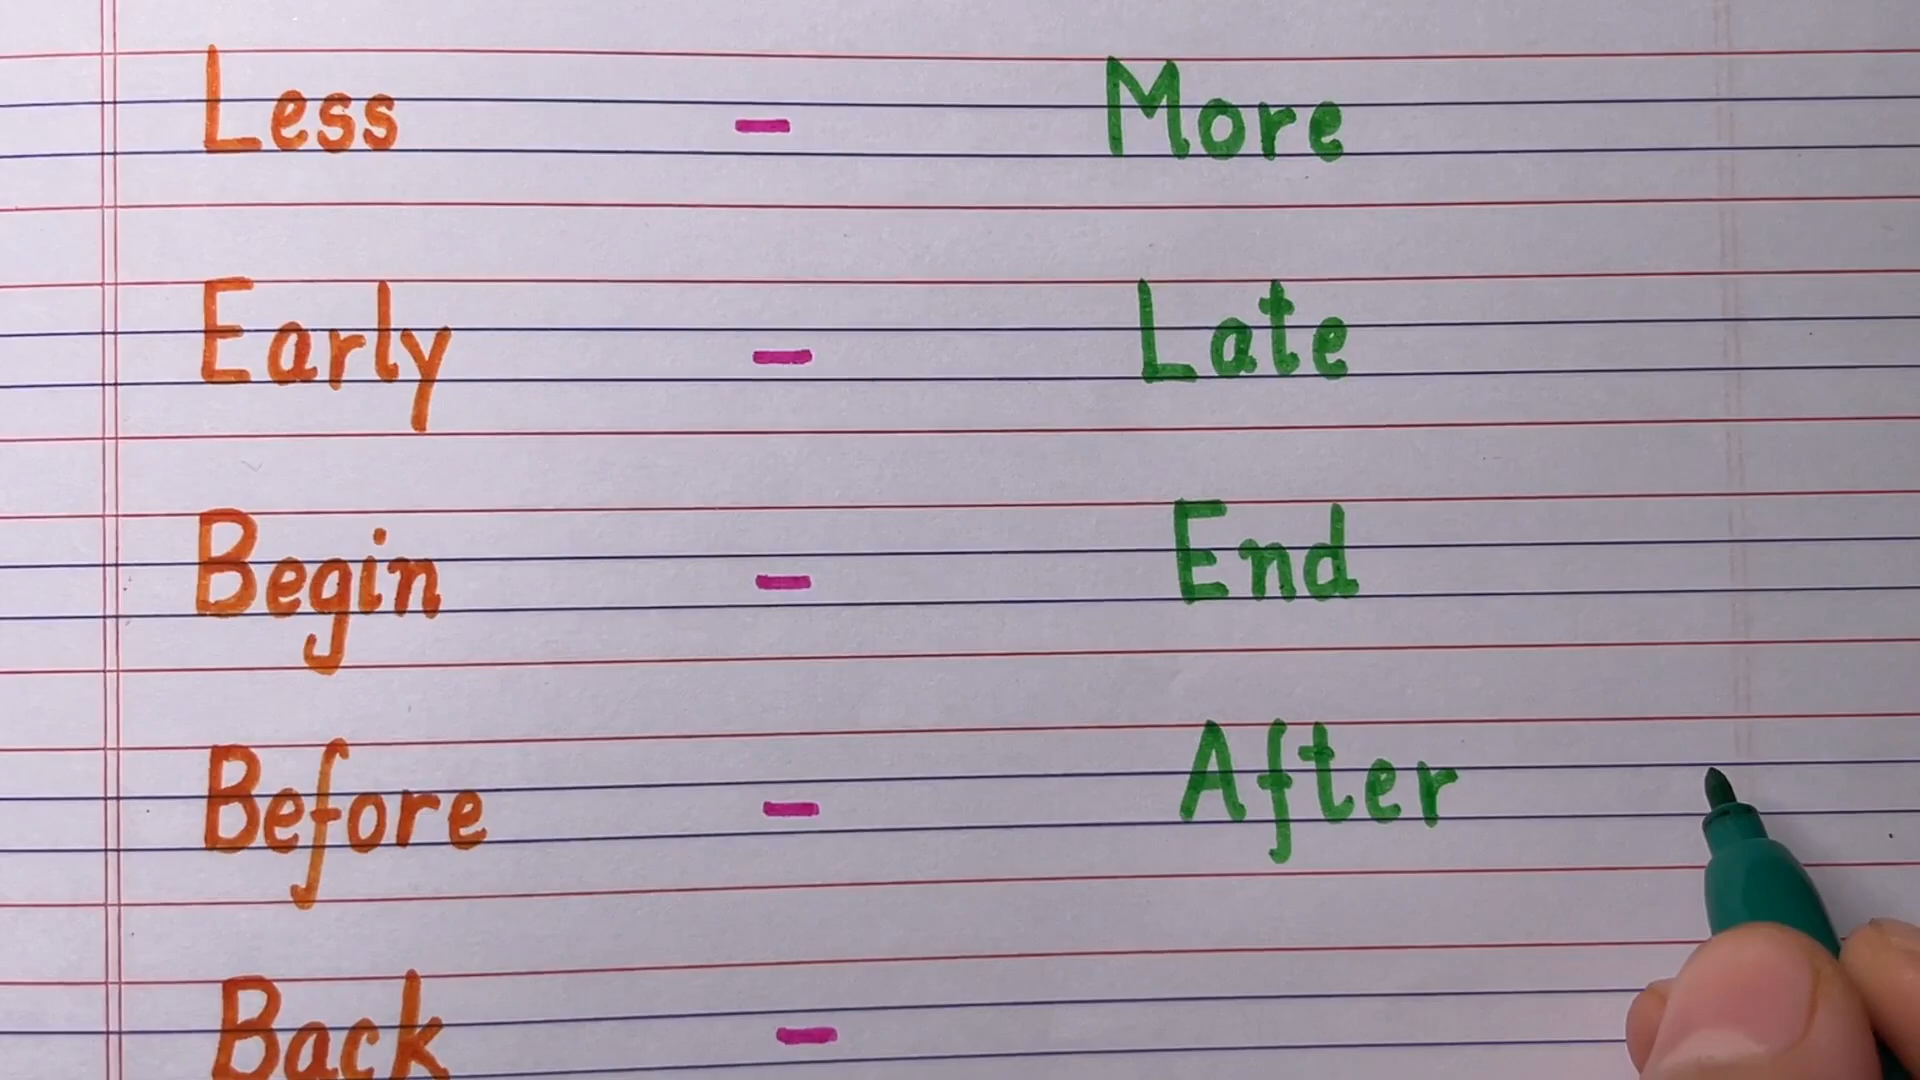 Less - More
Early - Late
Begin - End
Before - After
Back -